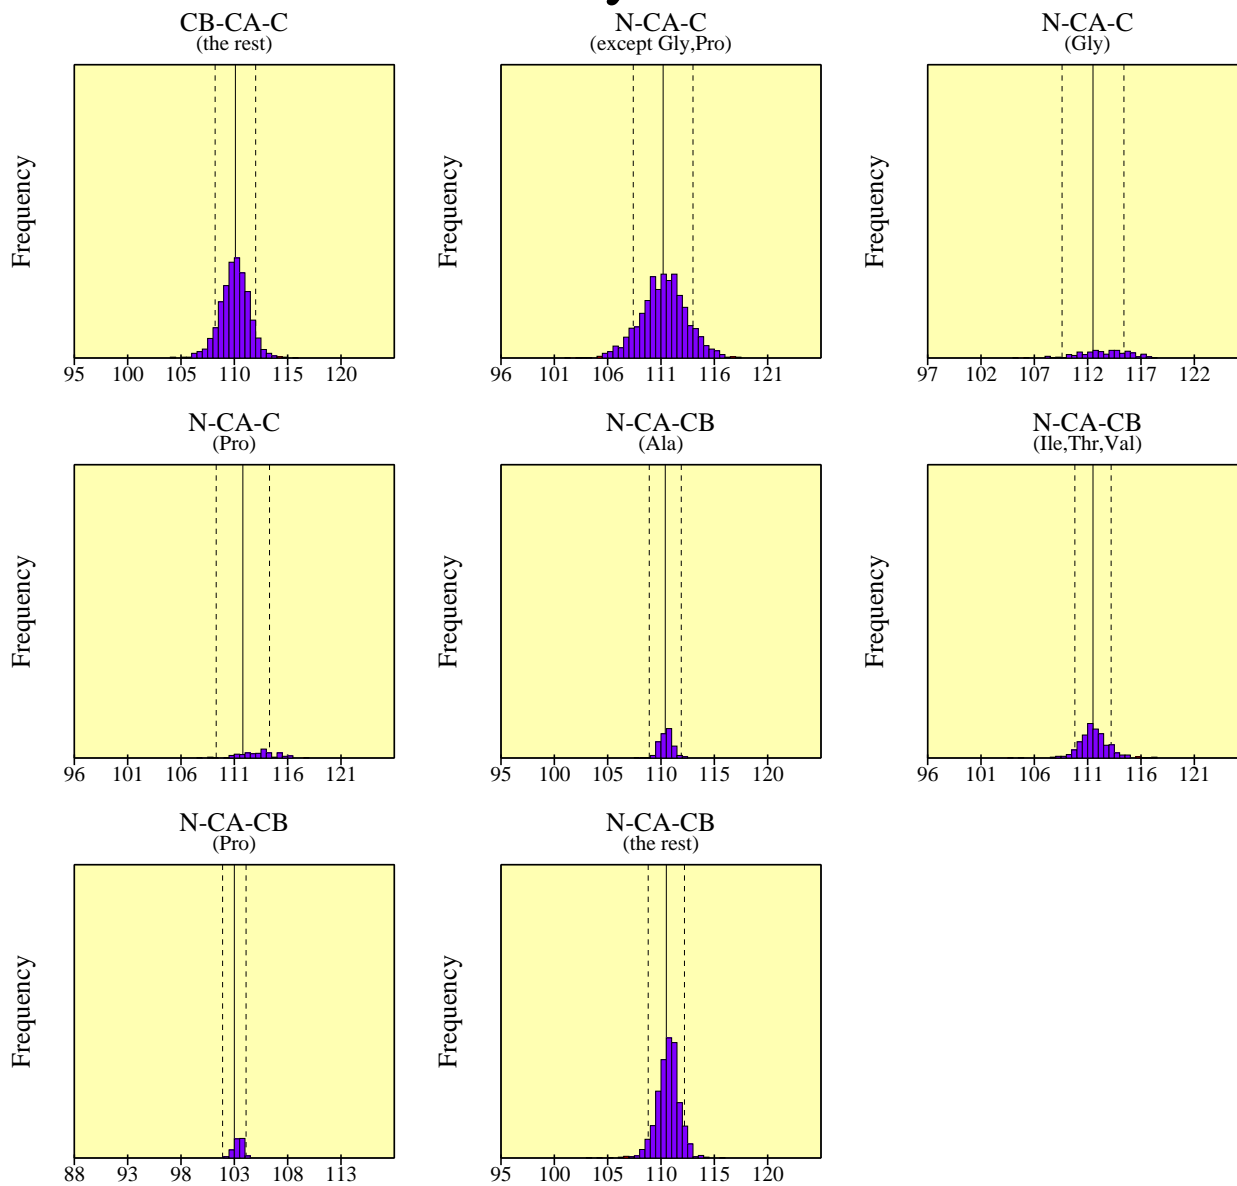 CB-CA-C
(the rest)
Frequency
95 100 105 110 115 120
N-CA-C
(except Gly,Pro)
Frequency
96 101 106 111 116 121
N-CA-C
(Gly)
Frequency
97 102 107 112 117 122
N-CA-C
(Pro)
Frequency
96 101 106 111 116 121
N-CA-CB
(Ala)
Frequency
95 100 105 110 115 120
N-CA-CB
(Ile,Thr,Val)
Frequency
96 101 106 111 116 121
N-CA-CB
(Pro)
Frequency
88 93 98 103 108 113
N-CA-CB
(the rest)
Frequency
95 100 105 110 115 120